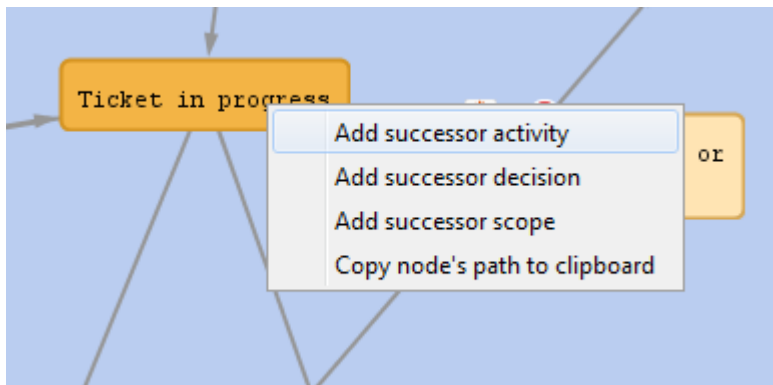 Ticket in progress
Add successor activity
or
Add successor decision
Add successor scope
Copy node's path to clipboard